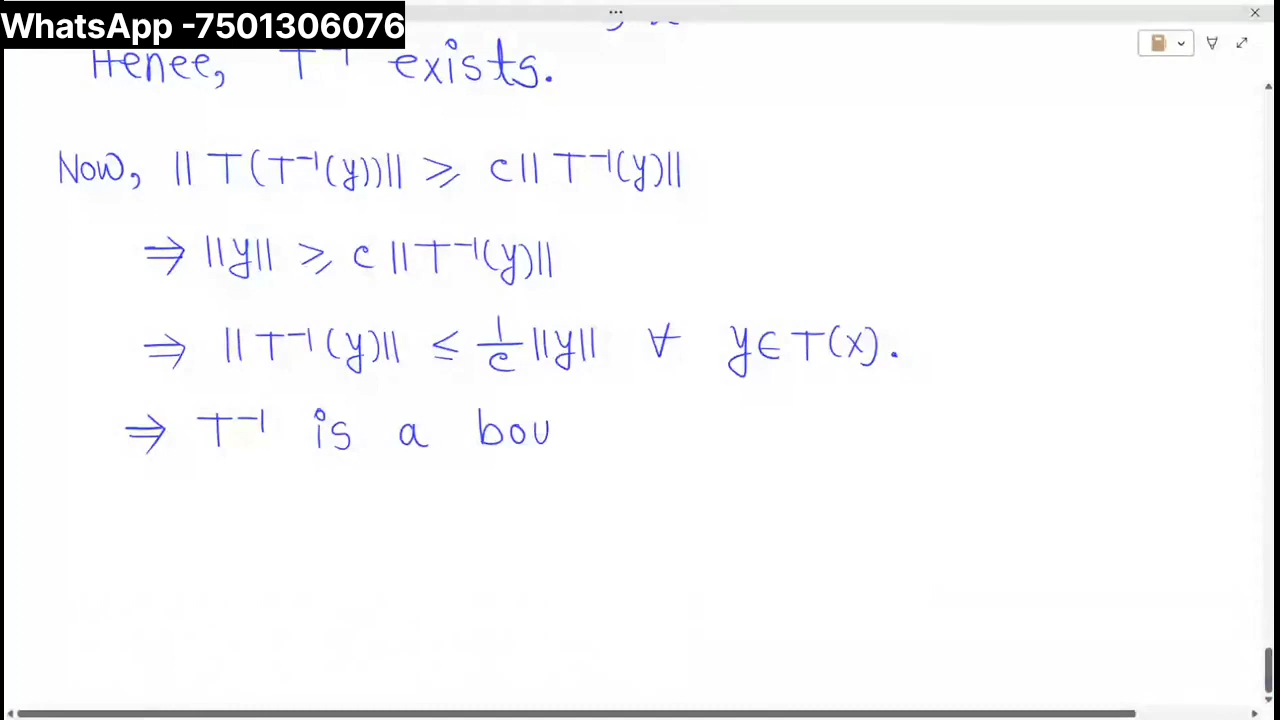 WhatsApp -7501306076
Hence, T⁻¹ exists.
Now, ||T(T⁻¹(y))|| ⩾ c||T⁻¹(y)||
⇒ ||y|| ⩾ c||T⁻¹(y)||
⇒ ||T⁻¹(y)|| ≤ 1/c ||y|| ∀ y∈T(X).
⇒ T⁻¹ is a bou